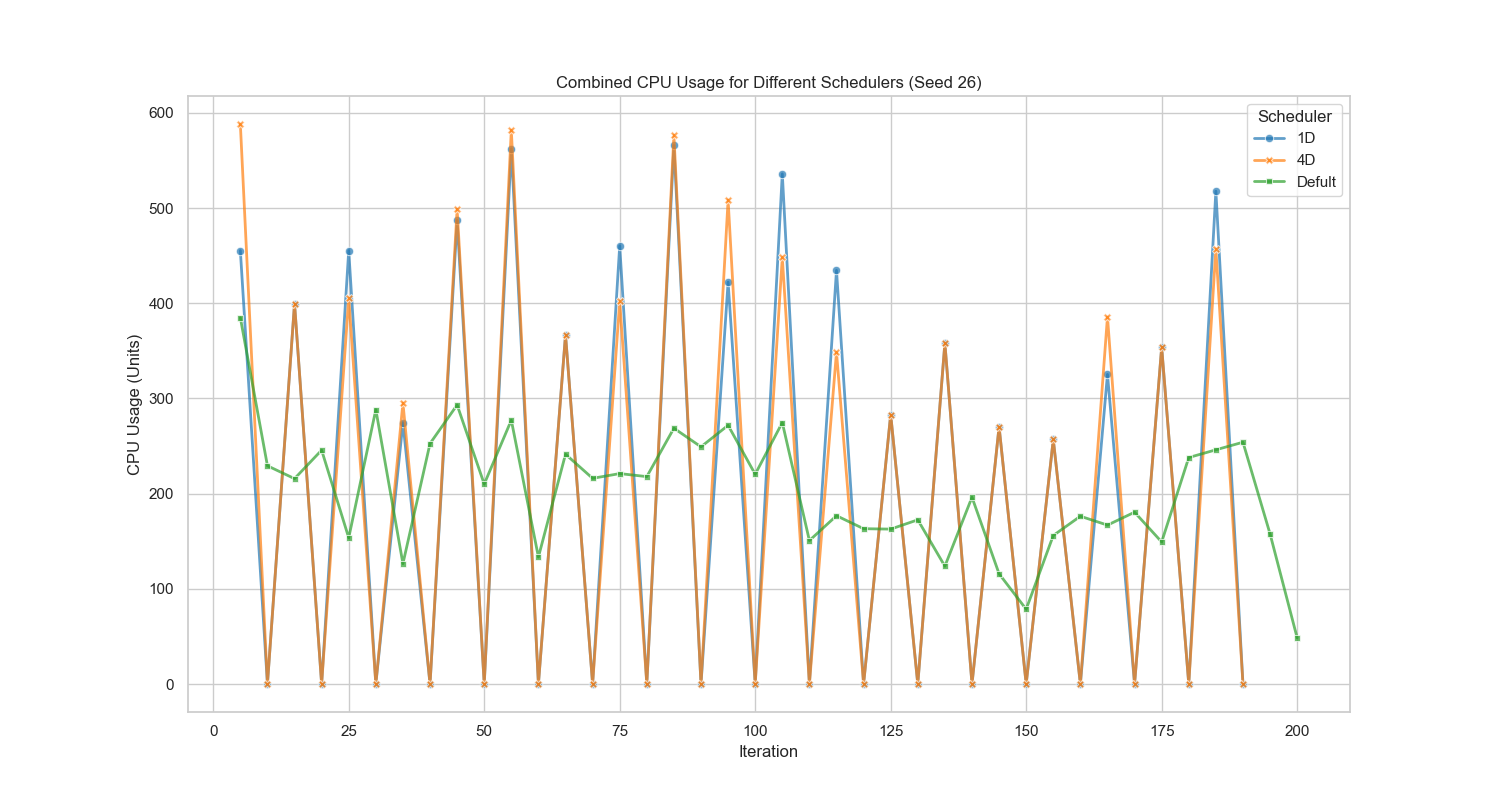 Combined CPU Usage for Different Schedulers (Seed 26)
Scheduler
1D
4D
Defult
CPU Usage (Units)
600
500
400
300
200
100
0
0 25 50 75 100 125 150 175 200
Iteration